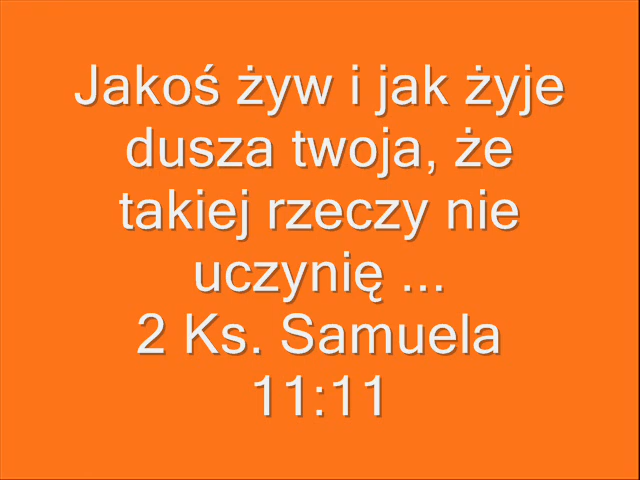 Jakoś żyw i jak żyje
dusza twoja, że
takiej rzeczy nie
uczynię ...
2 Ks. Samuela
11:11